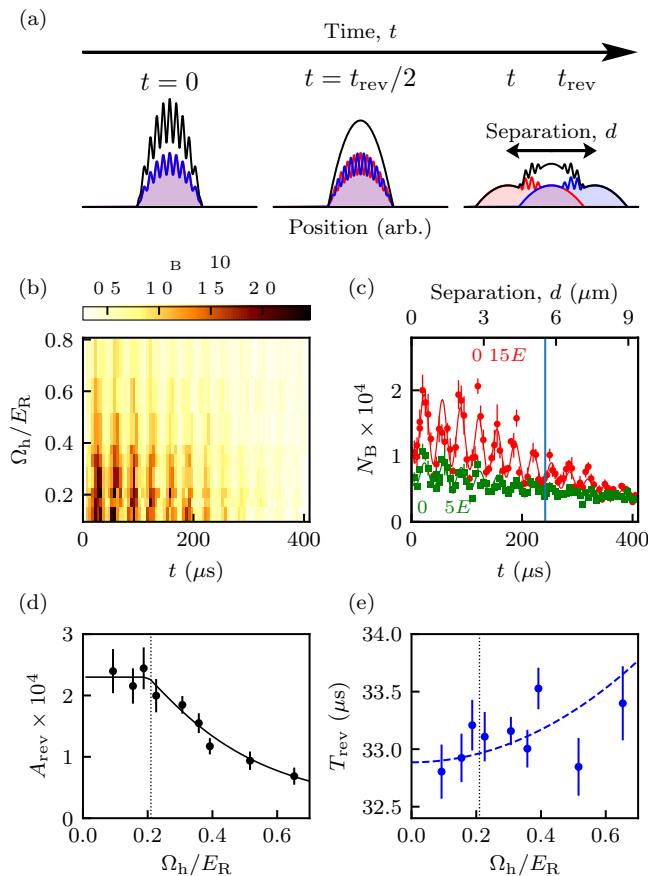 (a)
Time, t
t = 0
t = t_rev/2
t t_rev
Separation, d
Position (arb.)
(b)
B 10
0 5 1 0 1 5 2 0
Ω_h/E_R
0.8
0.6
0.4
0.2
0 200 400
t (μs)
(c)
Separation, d (μm)
0 3 6 9
0 15E
N_B × 10^4
2
1
0
0 5E
0 200 400
t (μs)
(d)
A_rev × 10^4
3
2
1
0
0.0 0.2 0.4 0.6
Ω_h/E_R
(e)
T_rev (μs)
34.0
33.5
33.0
32.5
0.0 0.2 0.4 0.6
Ω_h/E_R